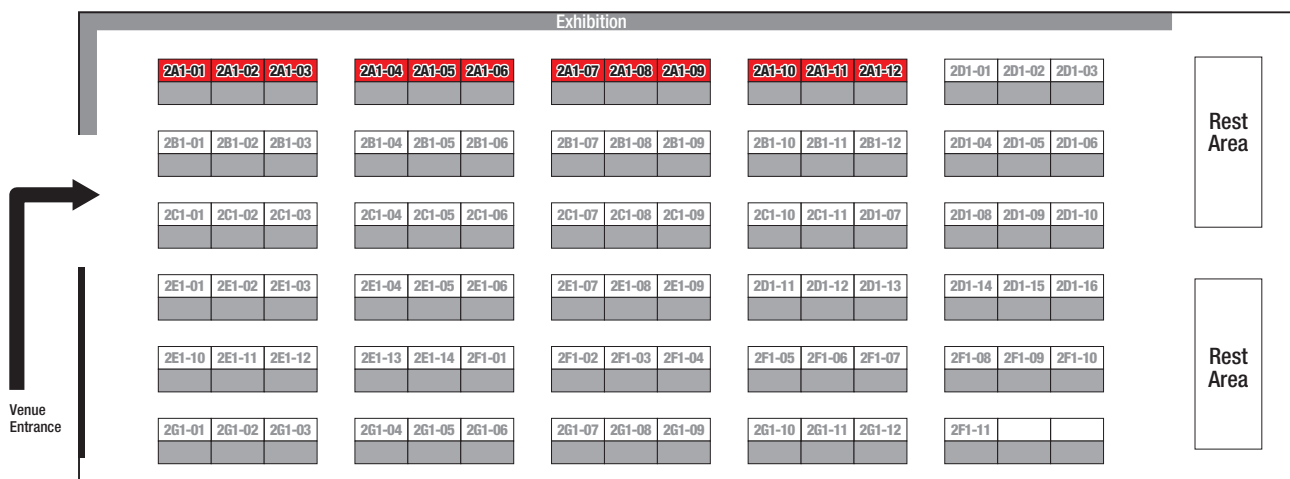 Exhibition
2A1-01 2A1-02 2A1-03 2A1-04 2A1-05 2A1-06 2A1-07 2A1-08 2A1-09 2A1-10 2A1-11 2A1-12 2D1-01 2D1-02 2D1-03
2B1-01 2B1-02 2B1-03 2B1-04 2B1-05 2B1-06 2B1-07 2B1-08 2B1-09 2B1-10 2B1-11 2B1-12 2D1-04 2D1-05 2D1-06
Rest
Area
2C1-01 2C1-02 2C1-03 2C1-04 2C1-05 2C1-06 2C1-07 2C1-08 2C1-09 2C1-10 2C1-11 2D1-07 2D1-08 2D1-09 2D1-10
2E1-01 2E1-02 2E1-03 2E1-04 2E1-05 2E1-06 2E1-07 2E1-08 2E1-09 2D1-11 2D1-12 2D1-13 2D1-14 2D1-15 2D1-16
2E1-10 2E1-11 2E1-12 2E1-13 2E1-14 2F1-01 2F1-02 2F1-03 2F1-04 2F1-05 2F1-06 2F1-07 2F1-08 2F1-09 2F1-10
Rest
Area
Venue
Entrance
2G1-01 2G1-02 2G1-03 2G1-04 2G1-05 2G1-06 2G1-07 2G1-08 2G1-09 2G1-10 2G1-11 2G1-12 2F1-11